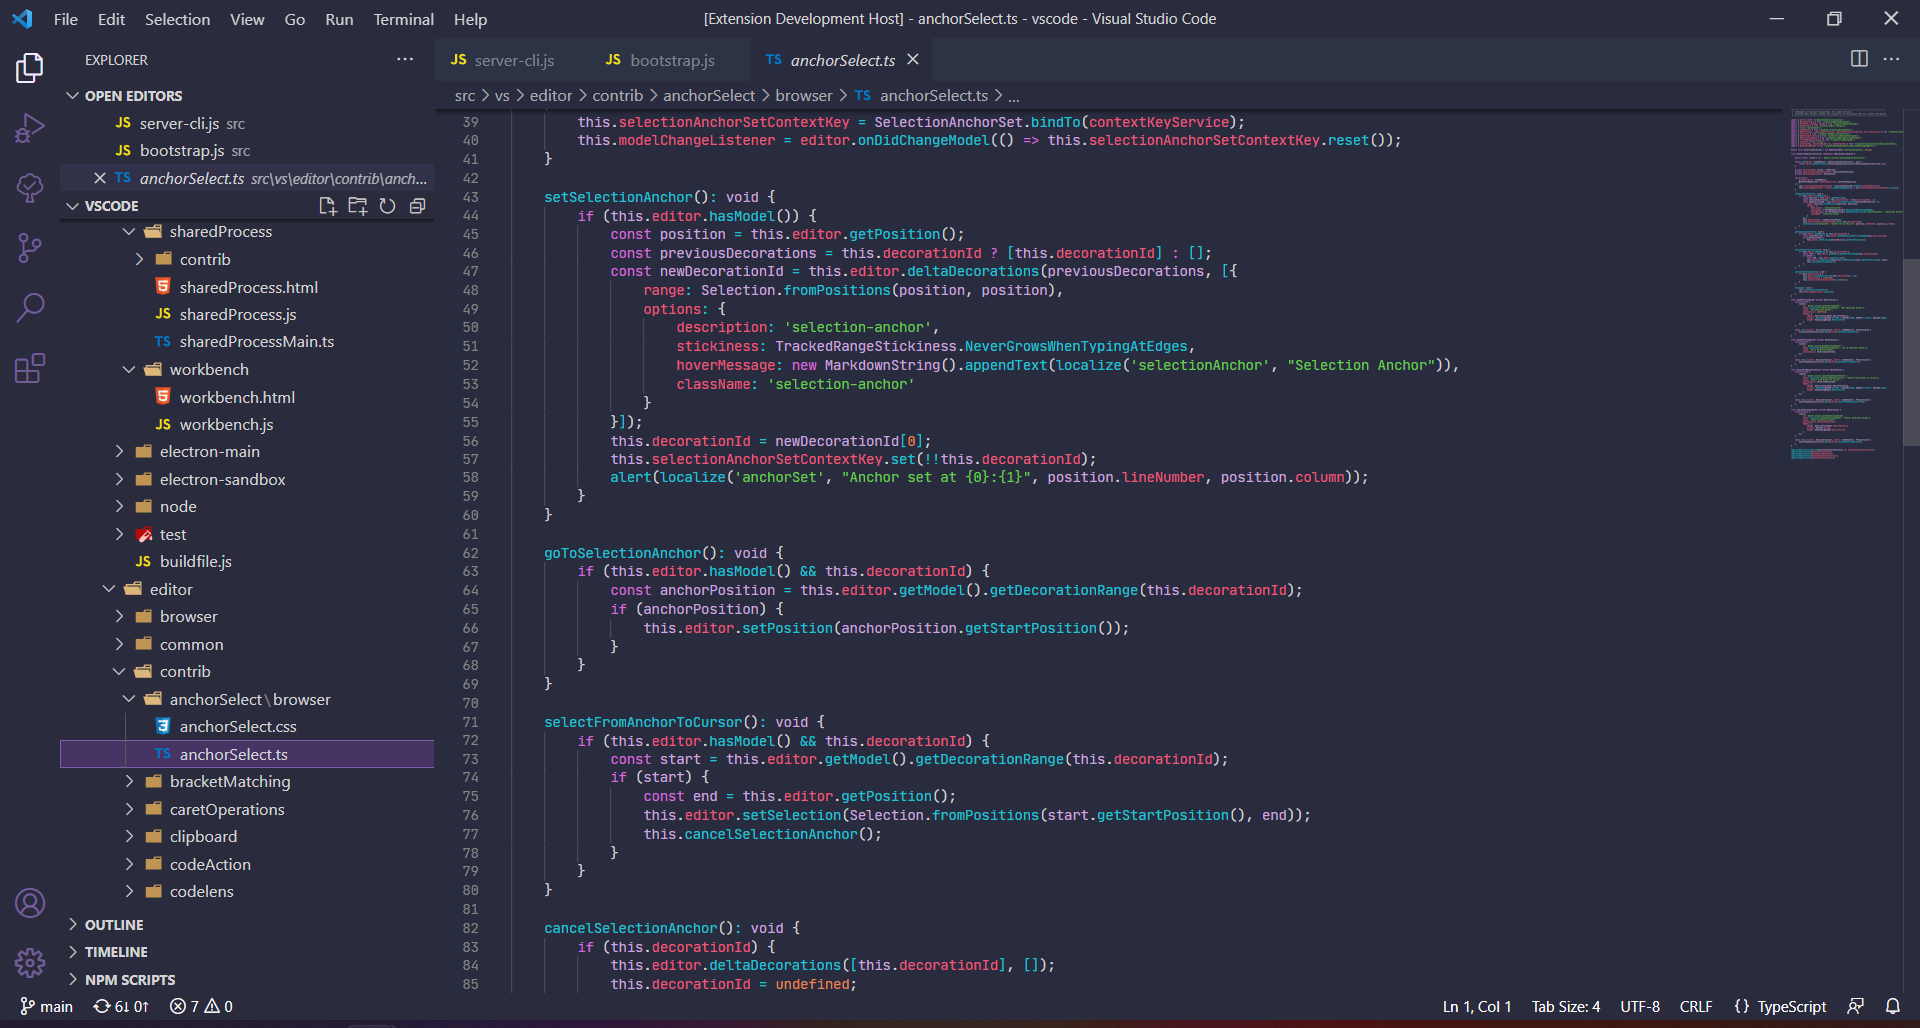 File Edit Selection View Go Run Terminal Help
[Extension Development Host] - anchorSelect.ts - vscode - Visual Studio Code
EXPLORER
OPEN EDITORS
JS server-cli.js src
JS bootstrap.js src
TS anchorSelect.ts src\vs\editor\contrib\anch...
VSCODE
sharedProcess
contrib
sharedProcess.html
JS sharedProcess.js
TS sharedProcessMain.ts
workbench
workbench.html
JS workbench.js
electron-main
electron-sandbox
node
test
JS buildfile.js
editor
browser
common
contrib
anchorSelect\browser
anchorSelect.css
TS anchorSelect.ts
bracketMatching
caretOperations
clipboard
codeAction
codelens
OUTLINE
TIMELINE
NPM SCRIPTS
JS server-cli.js JS bootstrap.js TS anchorSelect.ts
src > vs > editor > contrib > anchorSelect > browser > TS anchorSelect.ts > ...
39 this.selectionAnchorSetContextKey = SelectionAnchorSet.bindTo(contextKeyService);
40 this.modelChangeListener = editor.onDidChangeModel(() => this.selectionAnchorSetContextKey.reset());
41 }
42
43 setSelectionAnchor(): void {
44 if (this.editor.hasModel()) {
45 const position = this.editor.getPosition();
46 const previousDecorations = this.decorationId ? [this.decorationId] : [];
47 const newDecorationId = this.editor.deltaDecorations(previousDecorations, [{
48 range: Selection.fromPositions(position, position),
49 options: {
50 description: 'selection-anchor',
51 stickiness: TrackedRangeStickiness.NeverGrowsWhenTypingAtEdges,
52 hoverMessage: new MarkdownString().appendText(localize('selectionAnchor', "Selection Anchor")),
53 className: 'selection-anchor'
54 }
55 }]);
56 this.decorationId = newDecorationId[0];
57 this.selectionAnchorSetContextKey.set(!!this.decorationId);
58 alert(localize('anchorSet', "Anchor set at {0}:{1}", position.lineNumber, position.column));
59 }
60 }
61
62 goToSelectionAnchor(): void {
63 if (this.editor.hasModel() && this.decorationId) {
64 const anchorPosition = this.editor.getModel().getDecorationRange(this.decorationId);
65 if (anchorPosition) {
66 this.editor.setPosition(anchorPosition.getStartPosition());
67 }
68 }
69 }
70
71 selectFromAnchorToCursor(): void {
72 if (this.editor.hasModel() && this.decorationId) {
73 const start = this.editor.getModel().getDecorationRange(this.decorationId);
74 if (start) {
75 const end = this.editor.getPosition();
76 this.editor.setSelection(Selection.fromPositions(start.getStartPosition(), end));
77 this.cancelSelectionAnchor();
78 }
79 }
80 }
81
82 cancelSelectionAnchor(): void {
83 if (this.decorationId) {
84 this.editor.deltaDecorations([this.decorationId], []);
85 this.decorationId = undefined;
main 6↓ 0↑ 7 0
Ln 1, Col 1 Tab Size: 4 UTF-8 CRLF {} TypeScript